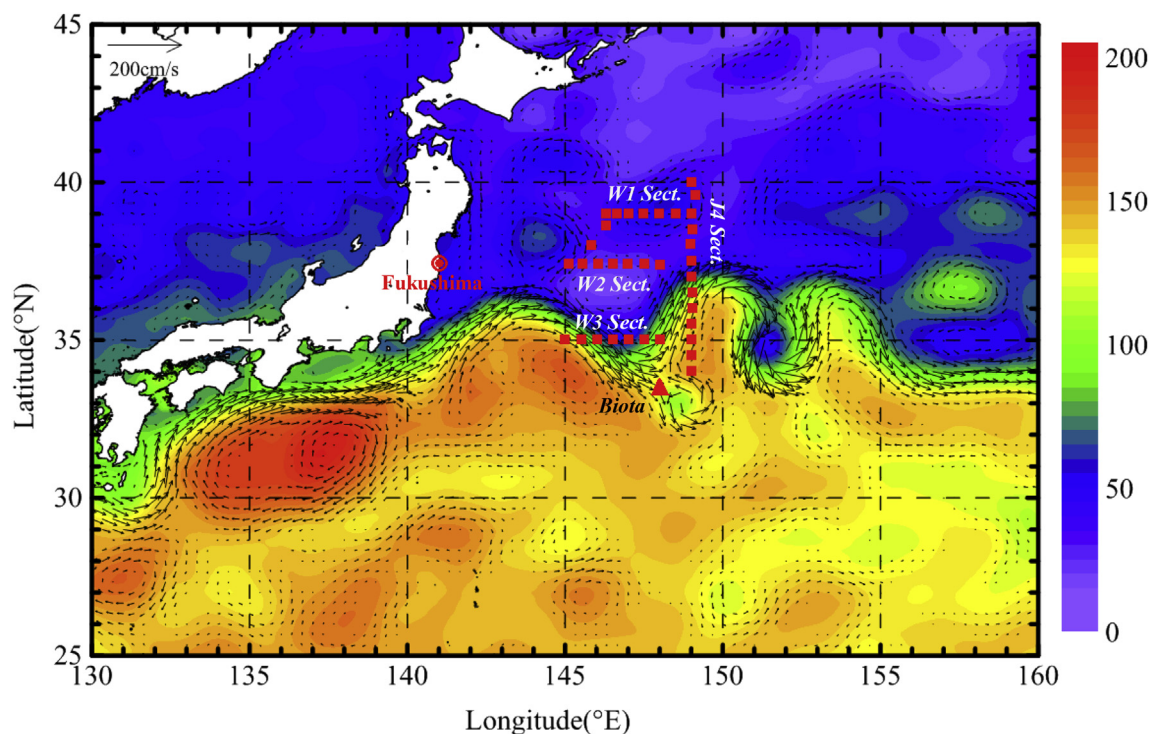 45
200cm/s
40
35
30
25
130
135
140
145
150
155
160
Latitude(°N)
Longitude(°E)
W1 Sect.
J4 Sect.
W2 Sect.
W3 Sect.
Fukushima
Biota
200
150
100
50
0